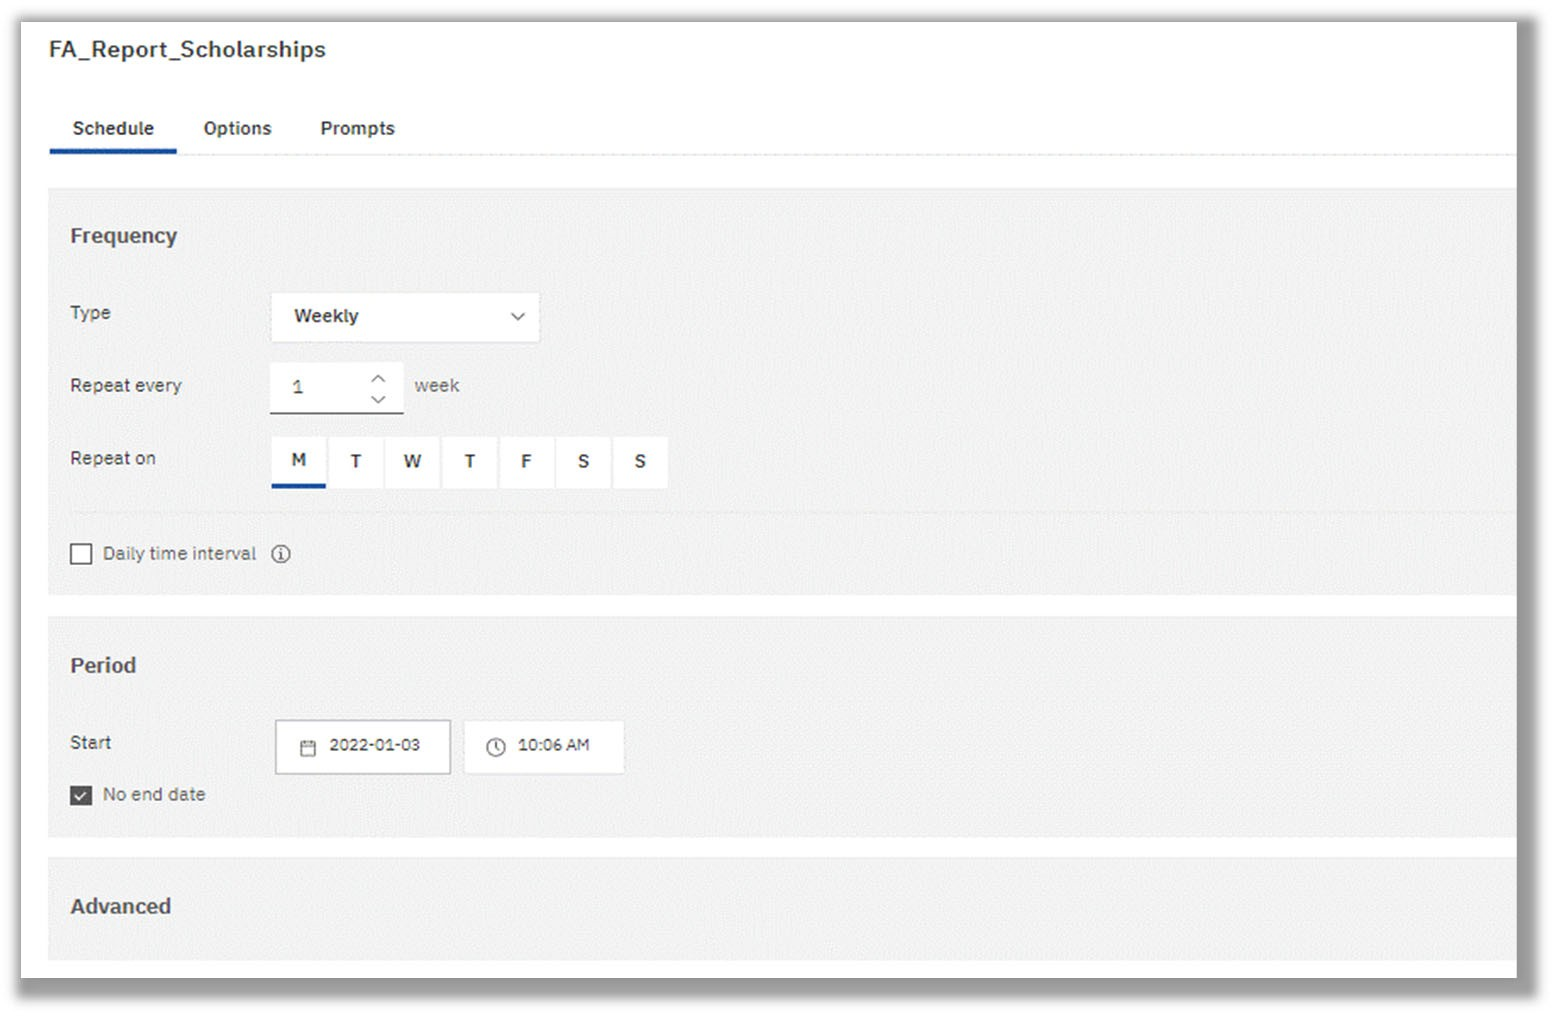 FA_Report_Scholarships
Schedule Options Prompts
Frequency
Type Weekly
Repeat every 1 week
Repeat on M T W T F S S
Daily time interval
Period
Start 2022-01-03 10:06 AM
No end date
Advanced